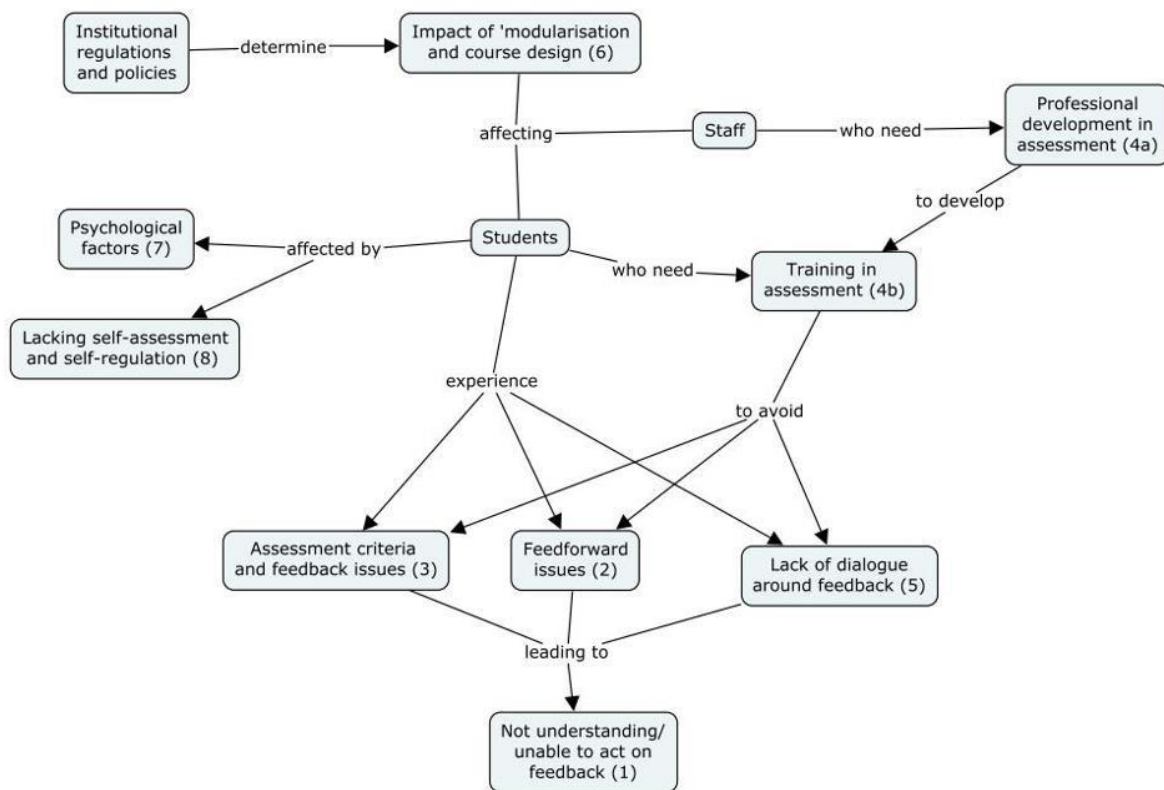 Institutional
regulations
and policies
determine
Impact of 'modularisation
and course design (6)
affecting
Staff
who need
Professional
development in
assessment (4a)
to develop
Psychological
factors (7)
affected by
Students
who need
Training in
assessment (4b)
Lacking self-assessment
and self-regulation (8)
experience
to avoid
Assessment criteria
and feedback issues (3)
Feedforward
issues (2)
Lack of dialogue
around feedback (5)
leading to
Not understanding/
unable to act on
feedback (1)